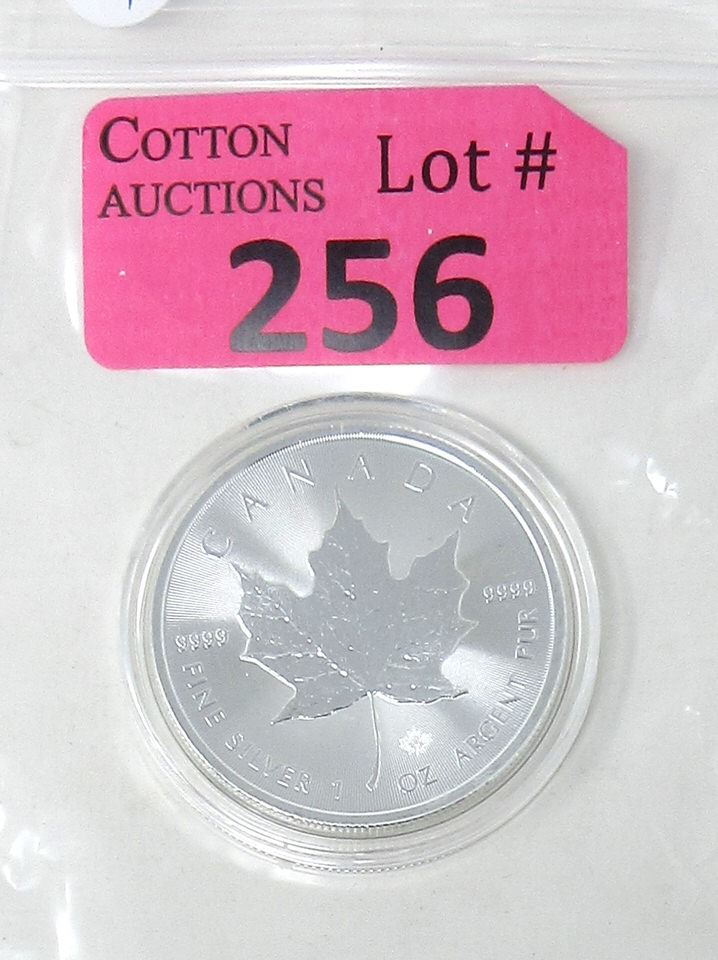 COTTON
AUCTIONS
Lot #
256
CANADA
9999
9999
FINE SILVER 1 OZ ARGENT PUR